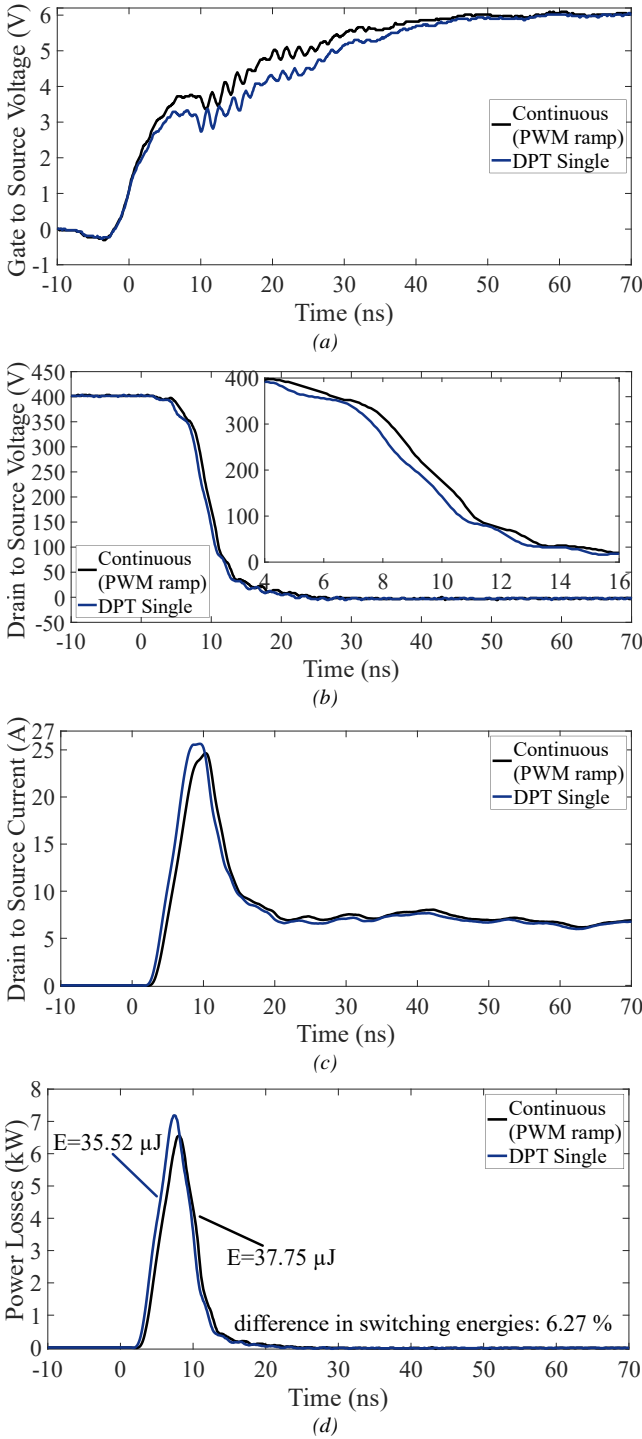 Gate to Source Voltage (V)
6
5
4
3
2
1
0
-1
Continuous
(PWM ramp)
DPT Single
-10 0 10 20 30 40 50 60 70
Time (ns)
(a)
Drain to Source Voltage (V)
450
400
350
300
250
200
150
100
50
0
-50
400
300
200
100
0
4 6 8 10 12 14 16
Continuous
(PWM ramp)
DPT Single
-10 0 10 20 30 40 50 60 70
Time (ns)
(b)
Drain to Source Current (A)
27
25
20
15
10
5
0
Continuous
(PWM ramp)
DPT Single
-10 0 10 20 30 40 50 60 70
Time (ns)
(c)
Power Losses (kW)
8
7
6
5
4
3
2
1
0
Continuous
(PWM ramp)
DPT Single
E=35.52 µJ
E=37.75 µJ
difference in switching energies: 6.27 %
-10 0 10 20 30 40 50 60 70
Time (ns)
(d)